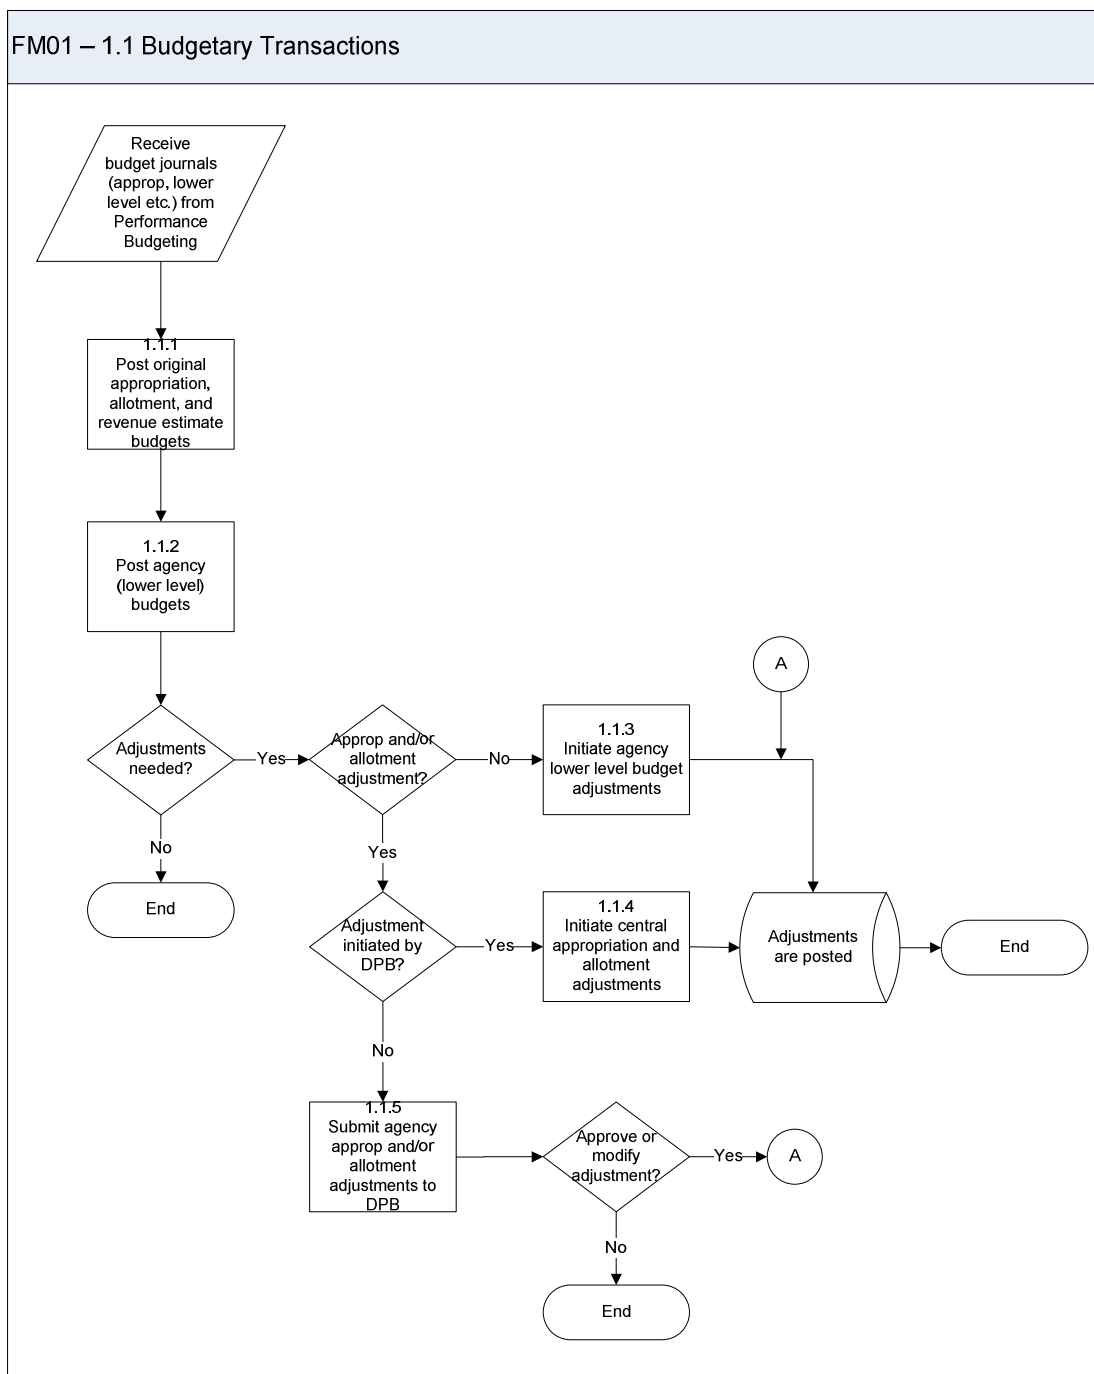 FM01 – 1.1 Budgetary Transactions
Receive
budget journals
(approp, lower
level etc.) from
Performance
Budgeting
1.1.1
Post original
appropriation,
allotment, and
revenue estimate
budgets
1.1.2
Post agency
(lower level)
budgets
A
Adjustments
needed?
Yes
Approp and/or
allotment
adjustment?
No
1.1.3
Initiate agency
lower level budget
adjustments
No
Yes
End
Adjustment
initiated by
DPB?
Yes
1.1.4
Initiate central
appropriation and
allotment
adjustments
Adjustments
are posted
End
No
1.1.5
Submit agency
approp and/or
allotment
adjustments to
DPB
Approve or
modify
adjustment?
Yes
A
No
End